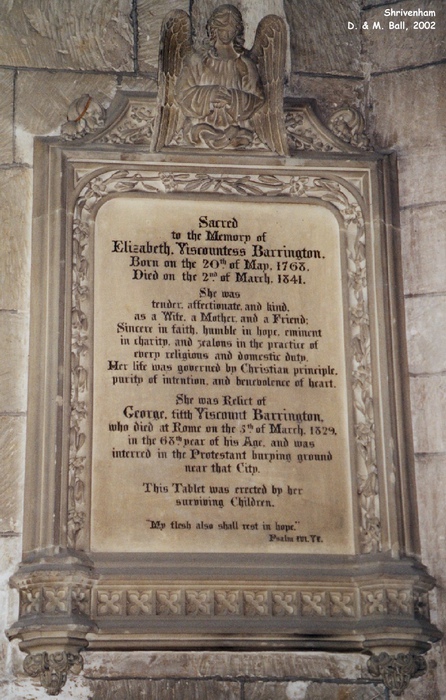 Shrivenham
D. & M. Ball, 2002
Sacred
to the Memory of
Elizabeth, Viscountess Barrington,
Born on the 20th of May, 1768,
Died on the 2nd of March, 1841.
She was
tender, affectionate, and kind,
as a Wife, a Mother, and a Friend;
Sincere in faith, humble in hope, eminent
in charity, and zealous in the practice of
every religious and domestic duty.
Her life was governed by Christian principle,
purity of intention, and benevolence of heart.
She was Relict of
George, fifth Viscount Barrington,
who died at Rome on the 5th of March, 1829,
in the 68th year of his Age, and was
interred in the Protestant burying ground
near that City.
This Tablet was erected by her
surviving Children.
"My flesh also shall rest in hope."
Psalm